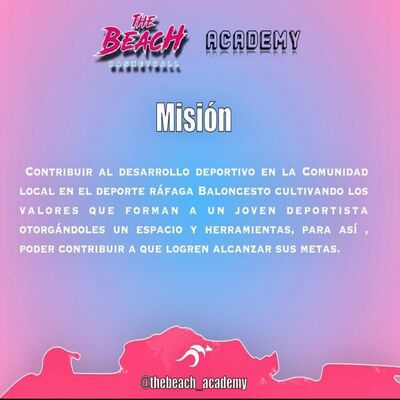 THE BEACH ACADEMY
BASKETBALL
Misión
Contribuir al desarrollo deportivo en la Comunidad
local en el deporte ráfaga Baloncesto cultivando los
valores que forman a un joven deportista
otorgándoles un espacio y herramientas, para así ,
poder contribuir a que logren alcanzar sus metas.
@thebeach_academy